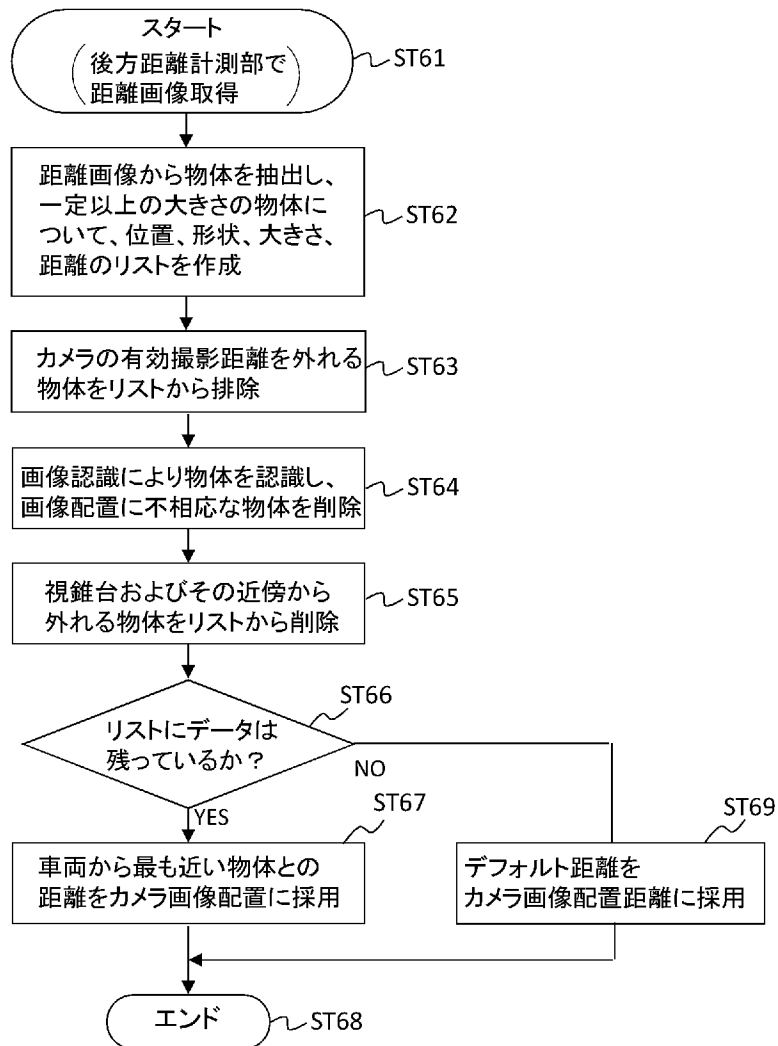 スタート
(後方距離計測部で
距離画像取得)
ST61
距離画像から物体を抽出し、
一定以上の大きさの物体に
ついて、位置、形状、大きさ、
距離のリストを作成
ST62
カメラの有効撮影距離を外れる
物体をリストから排除
ST63
画像認識により物体を認識し、
画像配置に不相応な物体を削除
ST64
視錐台およびその近傍から
外れる物体をリストから削除
ST65
ST66
リストにデータは
残っているか？
NO
YES
ST67
車両から最も近い物体との
距離をカメラ画像配置に採用
ST69
デフォルト距離を
カメラ画像配置距離に採用
エンド
ST68